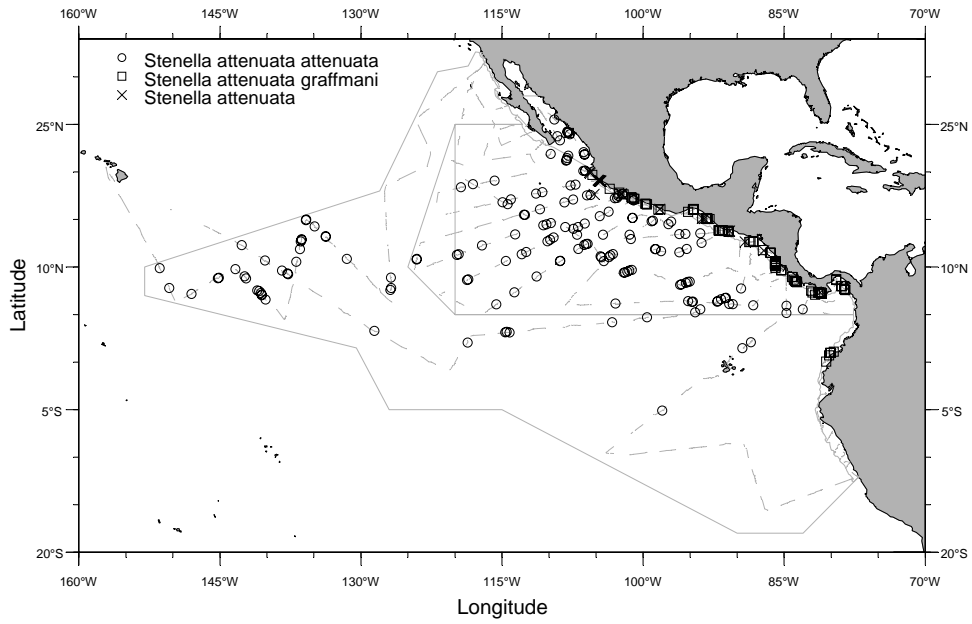 160°W 145°W 130°W 115°W 100°W 85°W 70°W
Stenella attenuata attenuata
Stenella attenuata graffmani
Stenella attenuata
25°N 25°N
10°N 10°N
Latitude
5°S 5°S
20°S 20°S
160°W 145°W 130°W 115°W 100°W 85°W 70°W
Longitude